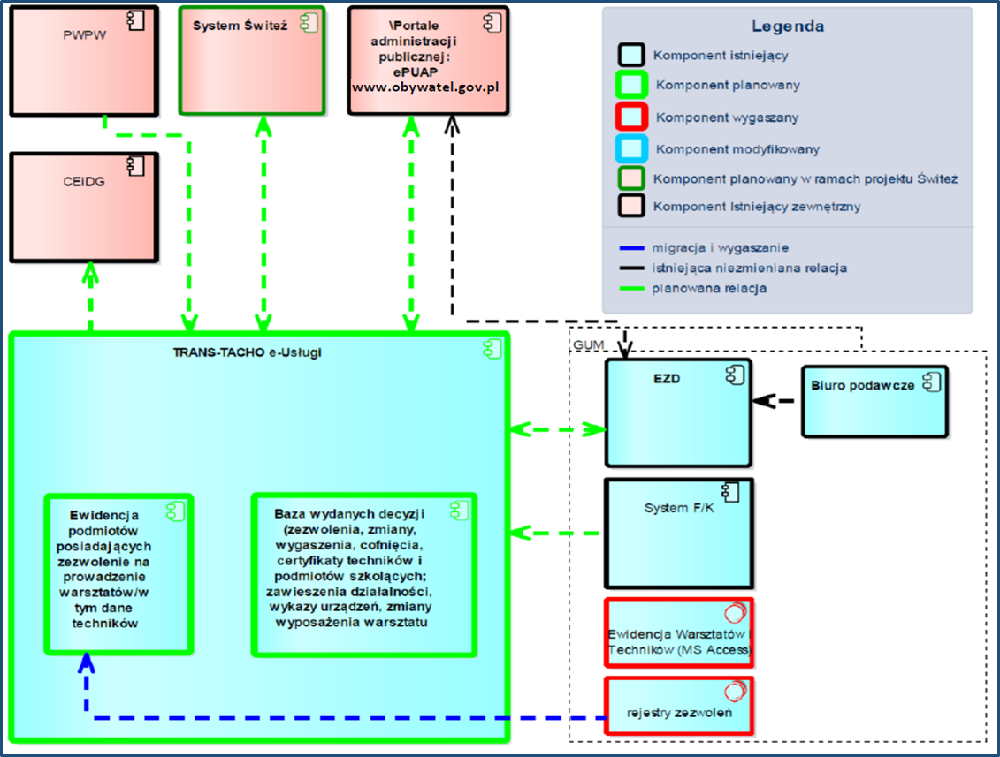 PWPW
System Świteź
\Portale
administracji
publicznej:
ePUAP
www.obywatel.gov.pl
CEIDG
Legenda
Komponent istniejący
Komponent planowany
Komponent wygaszany
Komponent modyfikowany
Komponent planowany w ramach projektu Świteź
Komponent Istniejący zewnętrzny
migracja i wygaszanie
istniejąca niezmieniana relacja
planowana relacja
TRANS-TACHO e-Usługi
Ewidencja
podmiotów
posiadających
zezwolenie na
prowadzenie
warsztatów/w
tym dane
techników
Baza wydanych decyzji
(zezwolenia, zmiany,
wygaszenia, cofnięcia,
certyfikaty techników i
podmiotów szkolących;
zawieszenia działalności,
wykazy urządzeń, zmiany
wyposażenia warsztatu
GUM
EZD
Biuro podawcze
System F/K
Ewidencja Warsztatów i
Techników (MS Access)
rejestry zezwoleń